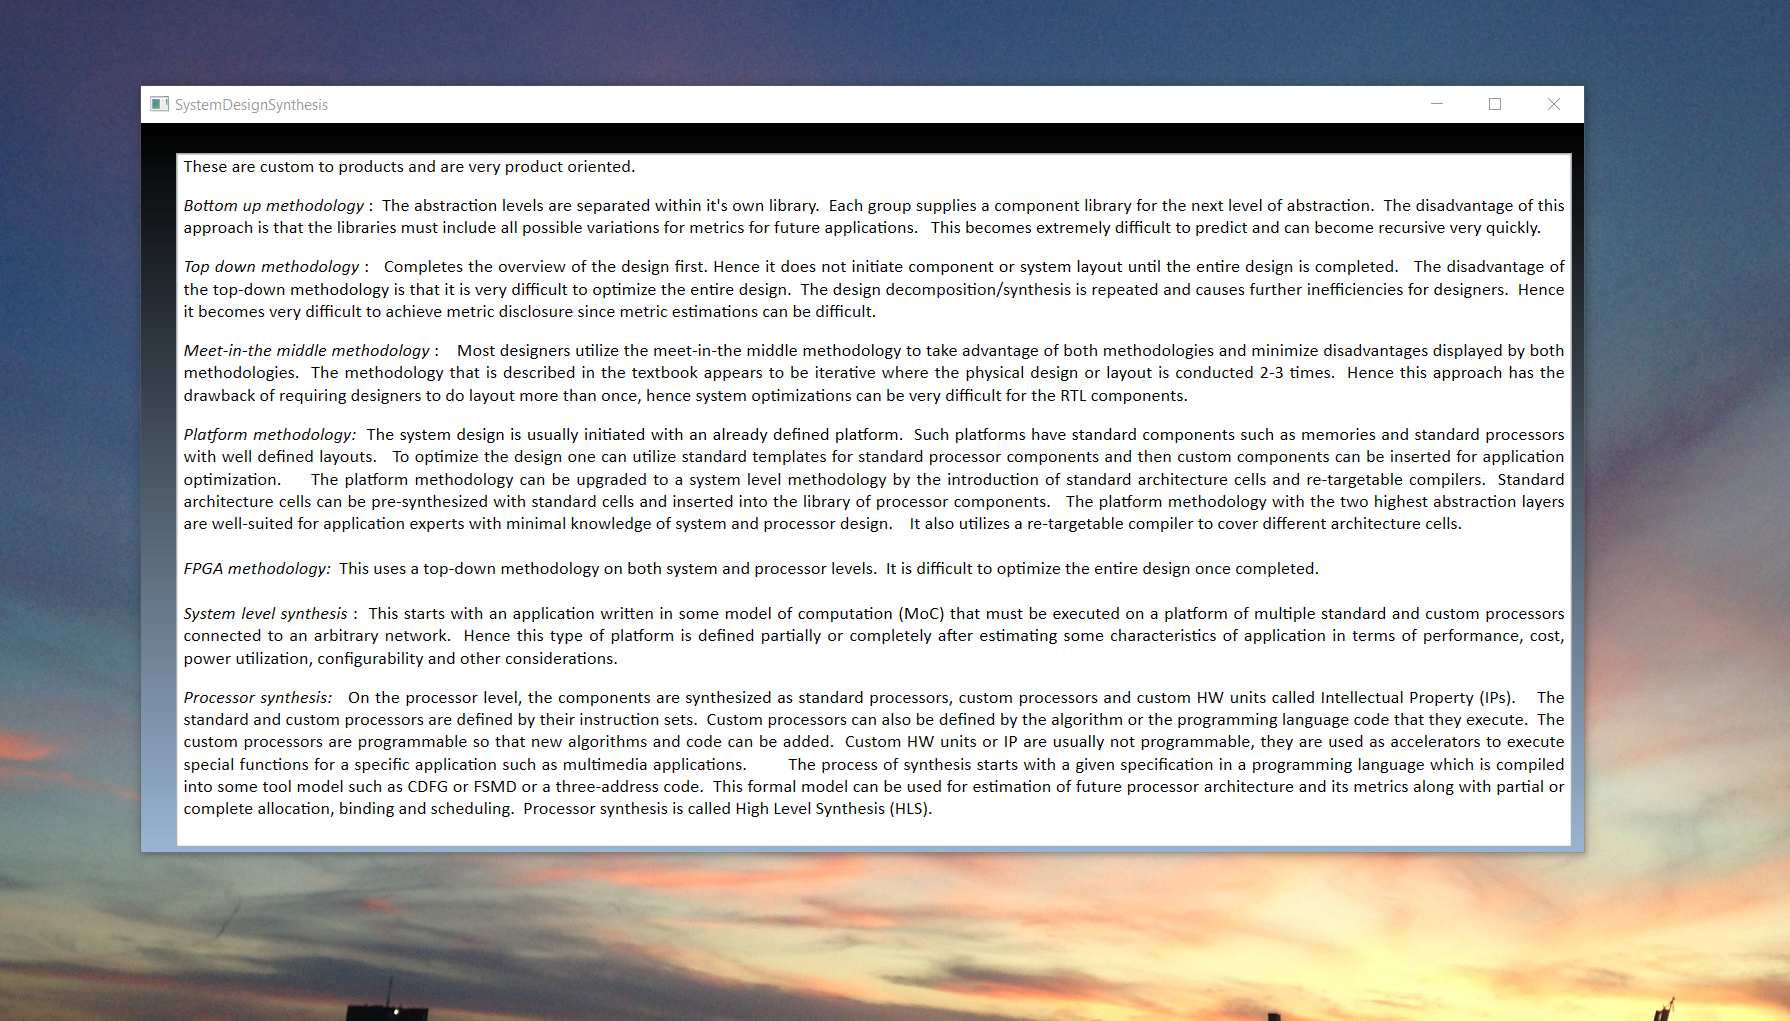 SystemDesignSynthesis
These are custom to products and are very product oriented.
Bottom up methodology :  The abstraction levels are separated within it's own library.  Each group supplies a component library for the next level of abstraction.  The disadvantage of this
approach is that the libraries must include all possible variations for metrics for future applications.   This becomes extremely difficult to predict and can become recursive very quickly.
Top down methodology :   Completes the overview of the design first. Hence it does not initiate component or system layout until the entire design is completed.   The disadvantage of
the top-down methodology is that it is very difficult to optimize the entire design.  The design decomposition/synthesis is repeated and causes further inefficiencies for designers.  Hence
it becomes very difficult to achieve metric disclosure since metric estimations can be difficult.
Meet-in-the middle methodology :    Most designers utilize the meet-in-the middle methodology to take advantage of both methodologies and minimize disadvantages displayed by both
methodologies.  The methodology that is described in the textbook appears to be iterative where the physical design or layout is conducted 2-3 times.  Hence this approach has the
drawback of requiring designers to do layout more than once, hence system optimizations can be very difficult for the RTL components.
Platform methodology:  The system design is usually initiated with an already defined platform.  Such platforms have standard components such as memories and standard processors
with well defined layouts.   To optimize the design one can utilize standard templates for standard processor components and then custom components can be inserted for application
optimization.     The platform methodology can be upgraded to a system level methodology by the introduction of standard architecture cells and re-targetable compilers.  Standard
architecture cells can be pre-synthesized with standard cells and inserted into the library of processor components.   The platform methodology with the two highest abstraction layers
are well-suited for application experts with minimal knowledge of system and processor design.    It also utilizes a re-targetable compiler to cover different architecture cells.
FPGA methodology:  This uses a top-down methodology on both system and processor levels.  It is difficult to optimize the entire design once completed.
System level synthesis :  This starts with an application written in some model of computation (MoC) that must be executed on a platform of multiple standard and custom processors
connected to an arbitrary network.  Hence this type of platform is defined partially or completely after estimating some characteristics of application in terms of performance, cost,
power utilization, configurability and other considerations.
Processor synthesis:   On the processor level, the components are synthesized as standard processors, custom processors and custom HW units called Intellectual Property (IPs).    The
standard and custom processors are defined by their instruction sets.  Custom processors can also be defined by the algorithm or the programming language code that they execute.  The
custom processors are programmable so that new algorithms and code can be added.  Custom HW units or IP are usually not programmable, they are used as accelerators to execute
special functions for a specific application such as multimedia applications.        The process of synthesis starts with a given specification in a programming language which is compiled
into some tool model such as CDFG or FSMD or a three-address code.  This formal model can be used for estimation of future processor architecture and its metrics along with partial or
complete allocation, binding and scheduling.  Processor synthesis is called High Level Synthesis (HLS).